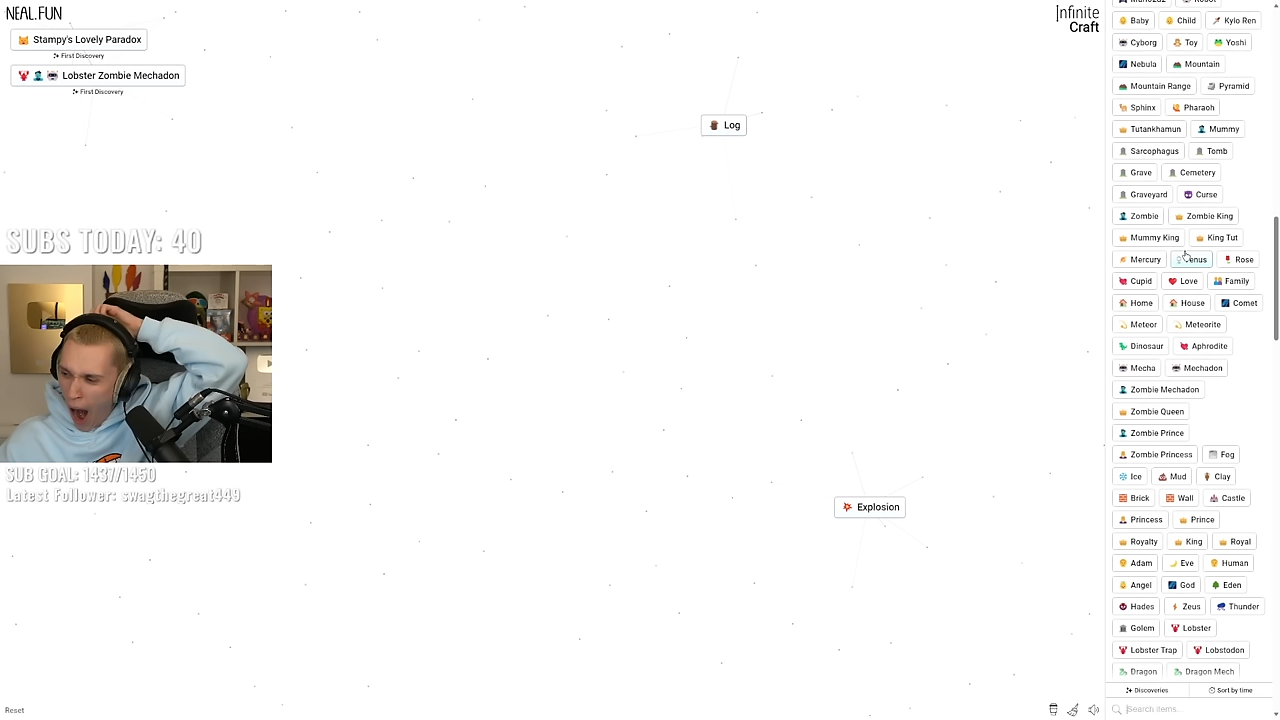 NEAL.FUN
Infinite
Craft
Stampy's Lovely Paradox
First Discovery
Lobster Zombie Mechadon
First Discovery
Log
SUBS TODAY: 40
SUB GOAL: 1437/1450
Latest Follower: swagthegreat449
Explosion
Reset
Baby Child Kylo Ren
Cyborg Toy Yoshi
Nebula Mountain
Mountain Range Pyramid
Sphinx Pharaoh
Tutankhamun Mummy
Sarcophagus Tomb
Grave Cemetery
Graveyard Curse
Zombie Zombie King
Mummy King King Tut
Mercury Venus Rose
Cupid Love Family
Home House Comet
Meteor Meteorite
Dinosaur Aphrodite
Mecha Mechadon
Zombie Mechadon
Zombie Queen
Zombie Prince
Zombie Princess Fog
Ice Mud Clay
Brick Wall Castle
Princess Prince
Royalty King Royal
Adam Eve Human
Angel God Eden
Hades Zeus Thunder
Golem Lobster
Lobster Trap Lobstodon
Dragon Dragon Mech
Discoveries Sort by time
Search items...